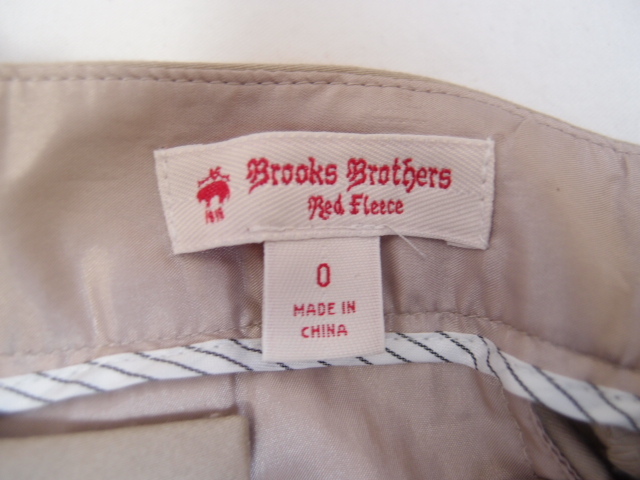 Brooks Brothers
Red Fleece
0
MADE IN
CHINA